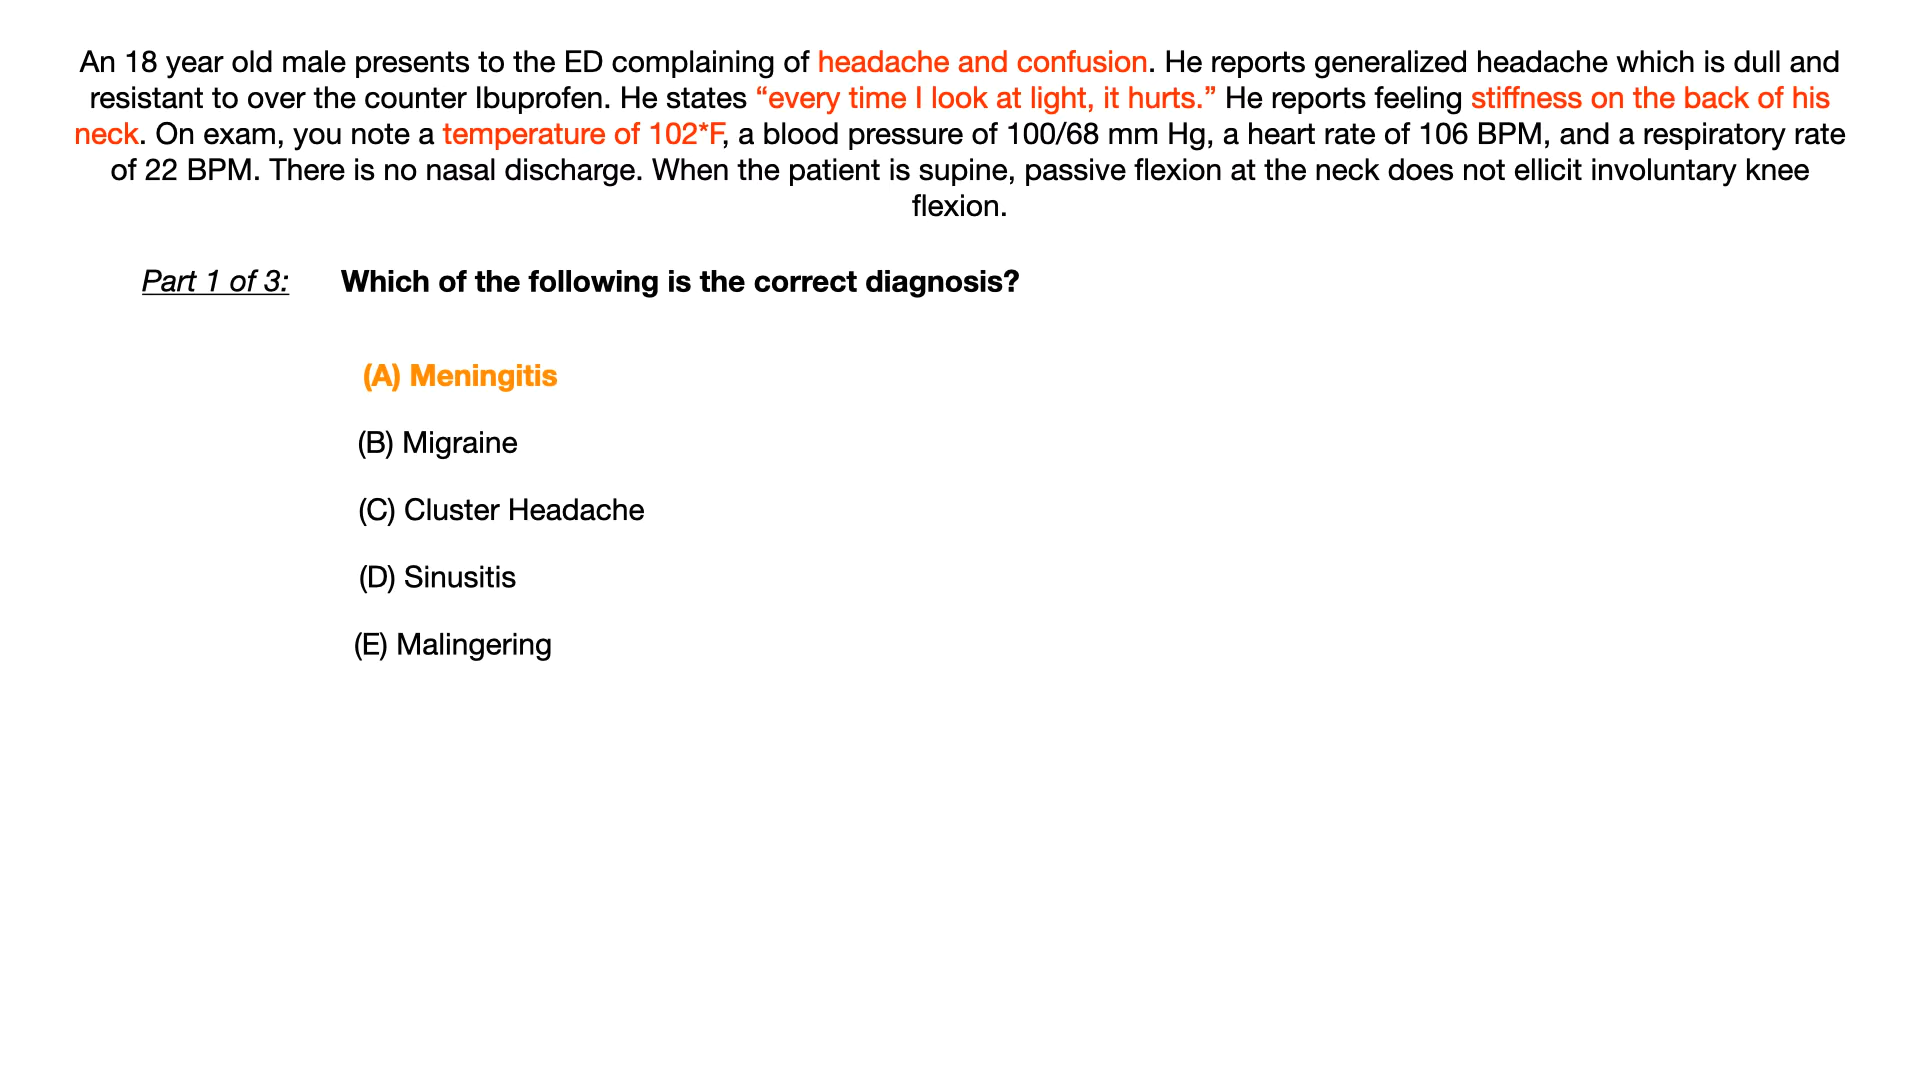 An 18 year old male presents to the ED complaining of headache and confusion. He reports generalized headache which is dull and
resistant to over the counter Ibuprofen. He states “every time I look at light, it hurts.” He reports feeling stiffness on the back of his
neck. On exam, you note a temperature of 102*F, a blood pressure of 100/68 mm Hg, a heart rate of 106 BPM, and a respiratory rate
of 22 BPM. There is no nasal discharge. When the patient is supine, passive flexion at the neck does not ellicit involuntary knee
flexion.
Part 1 of 3: Which of the following is the correct diagnosis?
(A) Meningitis
(B) Migraine
(C) Cluster Headache
(D) Sinusitis
(E) Malingering